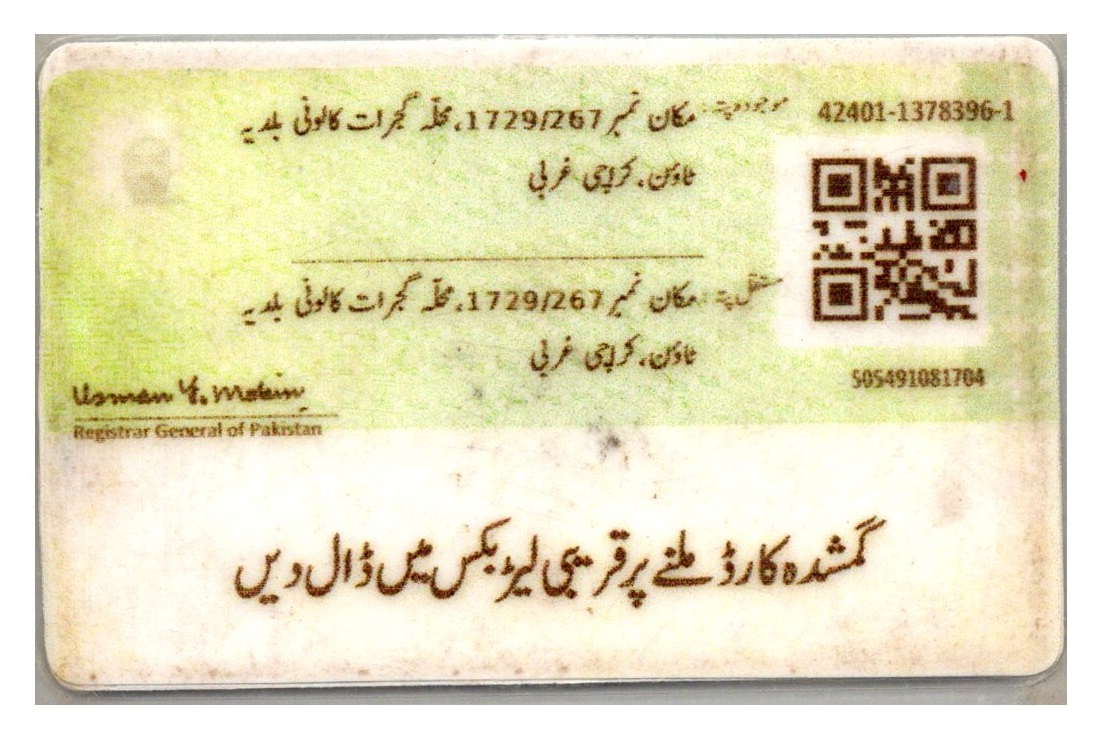 42401-1378396-1
موجودہ پتہ: مکان نمبر 1729/267، محلّہ گجرات کالونی بلدیہ
ٹاؤن، کراچی غربی
مستقل پتہ: مکان نمبر 1729/267، محلّہ گجرات کالونی بلدیہ
ٹاؤن، کراچی غربی
505491081704
Usman Y. Mobin
Registrar General of Pakistan
گمشدہ کارڈ ملنے پر قریبی لیٹر بکس میں ڈال دیں